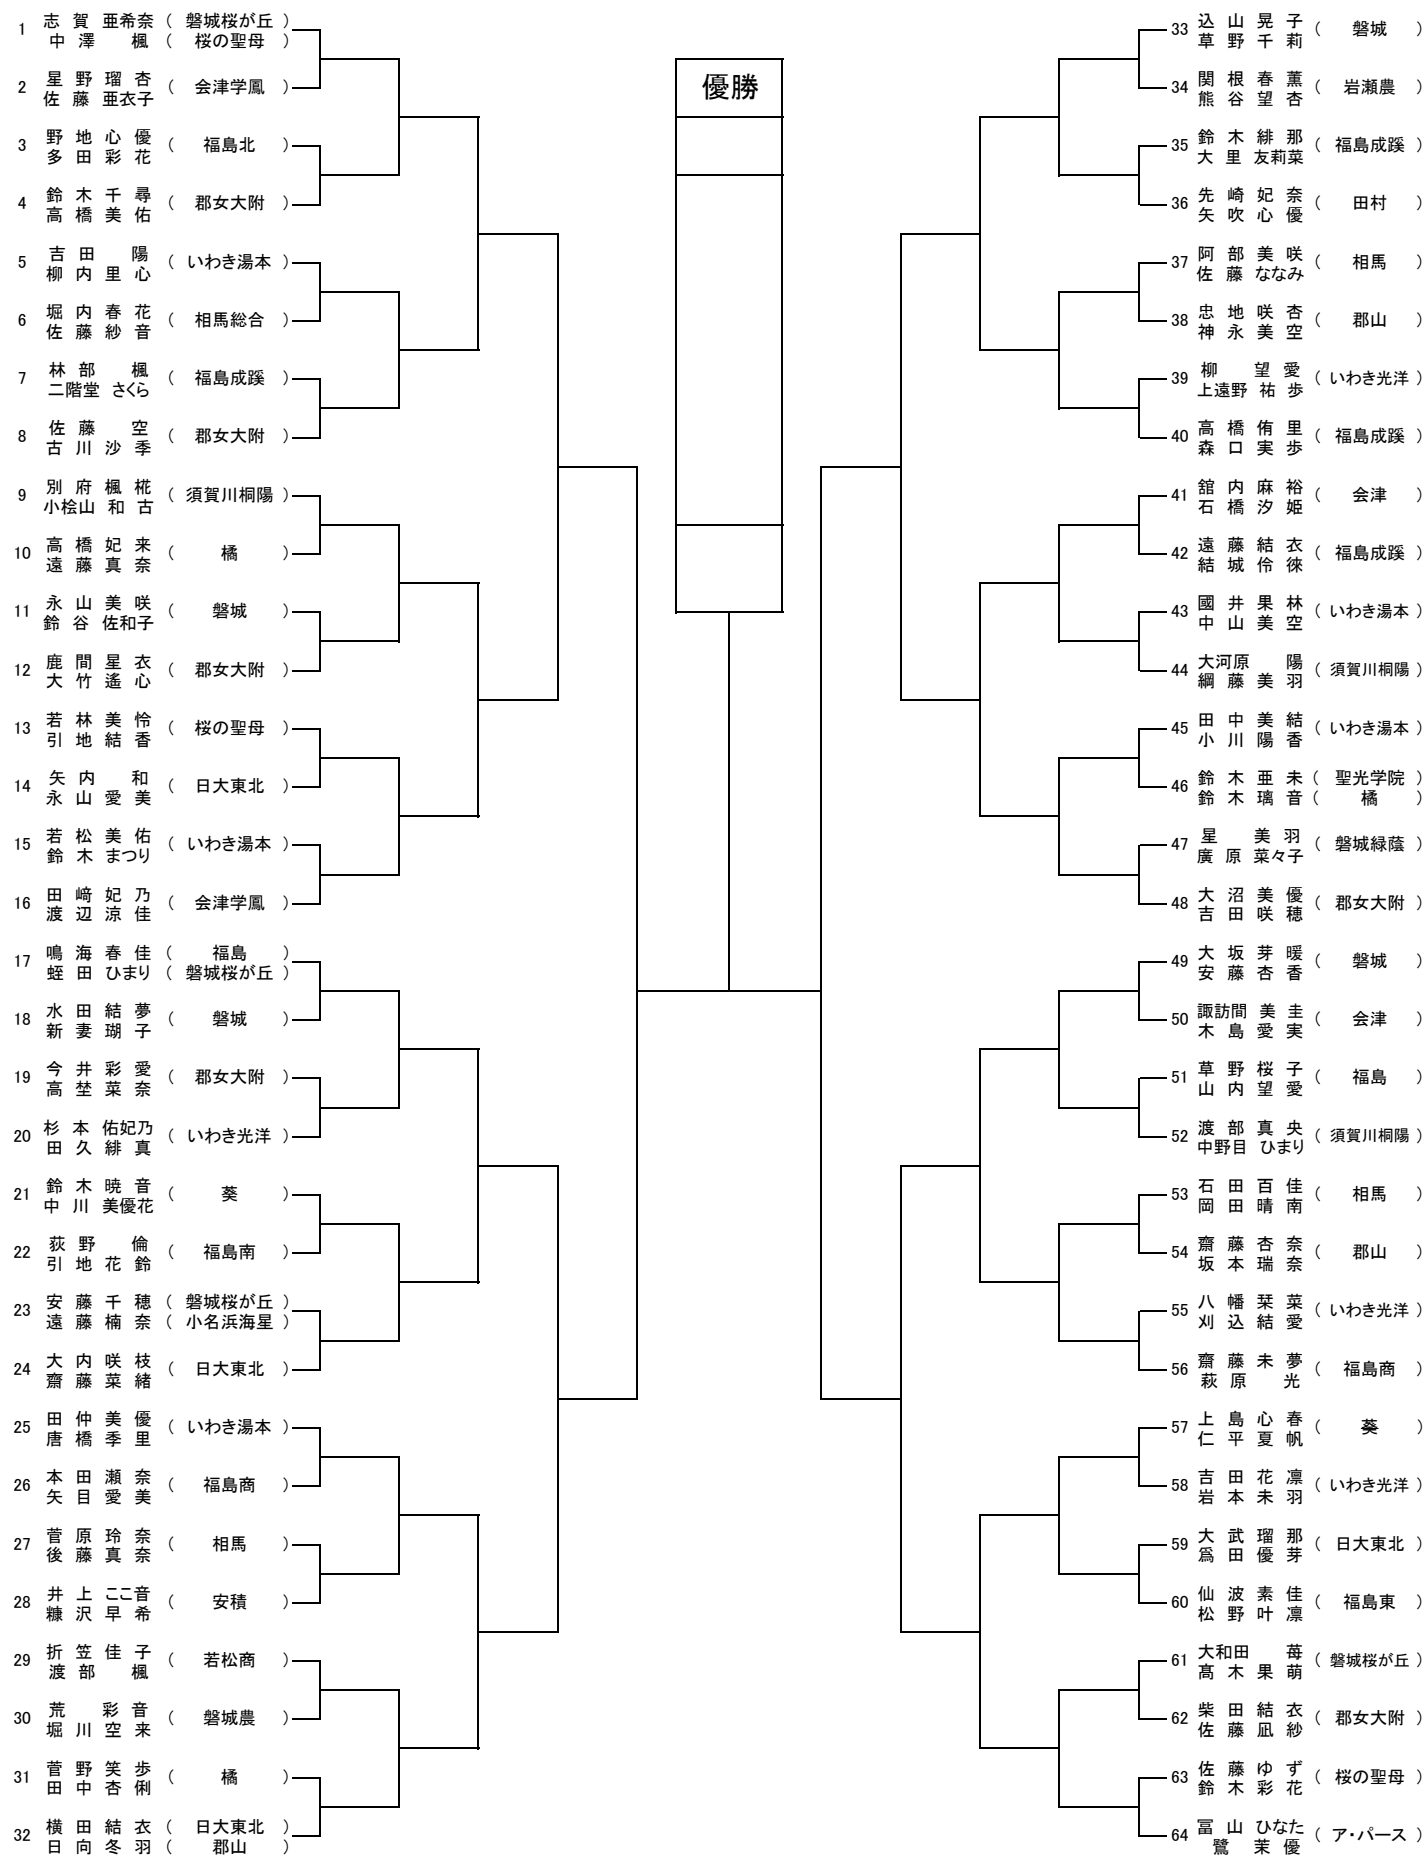 優勝
1 志賀 亜希奈 ( 磐城桜が丘 )
中澤 楓 ( 桜の聖母 )
2 星野瑠杏 ( 会津学鳳 )
佐藤 亜衣子
3 野地心優 ( 福島北 )
多田彩花
4 鈴木千尋 ( 郡女大附 )
高橋美佑
5 吉田 陽 ( いわき湯本 )
柳内里心
6 堀内春花 ( 相馬総合 )
佐藤紗音
7 林部 楓 ( 福島成蹊 )
二階堂 さくら
8 佐藤 空 ( 郡女大附 )
古川沙季
9 別府楓椛 ( 須賀川桐陽 )
小桧山 和古
10 高橋妃来 ( 橘 )
遠藤真奈
11 永山美咲 ( 磐城 )
鈴谷 佐和子
12 鹿間星衣 ( 郡女大附 )
大竹遙心
13 若林美怜 ( 桜の聖母 )
引地結香
14 矢内 和 ( 日大東北 )
永山愛美
15 若松美佑 ( いわき湯本 )
鈴木 まつり
16 田﨑妃乃 ( 会津学鳳 )
渡辺涼佳
17 鳴海春佳 ( 福島 )
蛭田 ひまり ( 磐城桜が丘 )
18 水田結夢 ( 磐城 )
新妻瑚子
19 今井彩愛 ( 郡女大附 )
高埜菜奈
20 杉本 佑妃乃 ( いわき光洋 )
田久緋真
21 鈴木暁音 ( 葵 )
中川 美優花
22 荻野 倫 ( 福島南 )
引地花鈴
23 安藤千穂 ( 磐城桜が丘 )
遠藤楠奈 ( 小名浜海星 )
24 大内咲枝 ( 日大東北 )
齋藤菜緒
25 田仲美優 ( いわき湯本 )
唐橋季里
26 本田瀬奈 ( 福島商 )
矢目愛美
27 菅原玲奈 ( 相馬 )
後藤真奈
28 井上 ここ音 ( 安積 )
糠沢早希
29 折笠佳子 ( 若松商 )
渡部 楓
30 荒 彩音 ( 磐城農 )
堀川空来
31 菅野笑歩 ( 橘 )
田中杏俐
32 横田結衣 ( 日大東北 )
日向冬羽 ( 郡山 )
33 込山晃子 ( 磐城 )
草野千莉
34 関根春薫 ( 岩瀬農 )
熊谷望杏
35 鈴木緋那 ( 福島成蹊 )
大里 友莉菜
36 先崎妃奈 ( 田村 )
矢吹心優
37 阿部美咲 ( 相馬 )
佐藤 ななみ
38 忠地咲杏 ( 郡山 )
神永美空
39 柳 望愛 ( いわき光洋 )
上遠野 祐歩
40 高橋侑里 ( 福島成蹊 )
森口実歩
41 舘内麻裕 ( 会津 )
石橋汐姫
42 遠藤結衣 ( 福島成蹊 )
結城伶徠
43 國井果林 ( いわき湯本 )
中山美空
44 大河原 陽 ( 須賀川桐陽 )
綱藤美羽
45 田中美結 ( いわき湯本 )
小川陽香
46 鈴木亜未 ( 聖光学院 )
鈴木璃音 ( 橘 )
47 星 美羽 ( 磐城緑蔭 )
廣原 菜々子
48 大沼美優 ( 郡女大附 )
吉田咲穂
49 大坂芽暖 ( 磐城 )
安藤杏香
50 諏訪間 美圭 ( 会津 )
木島愛実
51 草野桜子 ( 福島 )
山内望愛
52 渡部真央 ( 須賀川桐陽 )
中野目 ひまり
53 石田百佳 ( 相馬 )
岡田晴南
54 齋藤杏奈 ( 郡山 )
坂本瑞奈
55 八幡栞菜 ( いわき光洋 )
刈込結愛
56 齋藤未夢 ( 福島商 )
萩原 光
57 上島心春 ( 葵 )
仁平夏帆
58 吉田花凛 ( いわき光洋 )
岩本未羽
59 大武瑠那 ( 日大東北 )
爲田優芽
60 仙波素佳 ( 福島東 )
松野叶凛
61 大和田 苺 ( 磐城桜が丘 )
髙木果萌
62 柴田結衣 ( 郡女大附 )
佐藤凪紗
63 佐藤ゆず ( 桜の聖母 )
鈴木彩花
64 冨山 ひなた ( ア・パース )
鷺 茉優